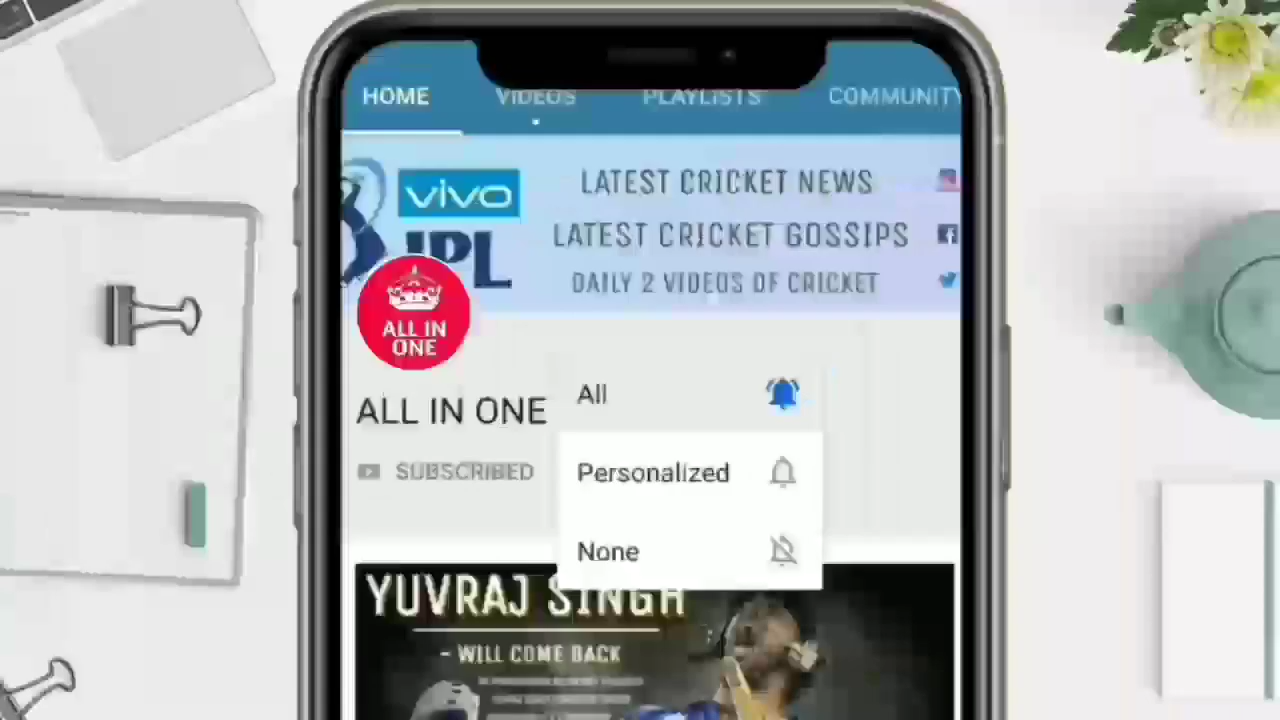 HOME VIDEOS PLAYLISTS COMMUNITY
vivo
IPL
LATEST CRICKET NEWS
LATEST CRICKET GOSSIPS
DAILY 2 VIDEOS OF CRICKET
ALL IN
ONE
ALL IN ONE
SUBSCRIBED
All
Personalized
None
YUVRAJ SINGH
- WILL COME BACK